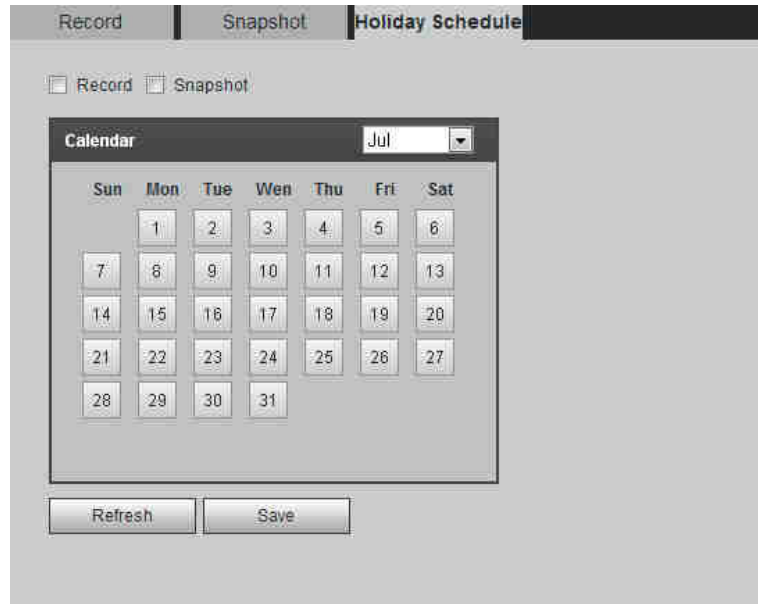 Record Snapshot Holiday Schedule
Record Snapshot
Calendar Jul
Sun Mon Tue Wen Thu Fri Sat
1 2 3 4 5 6
7 8 9 10 11 12 13
14 15 16 17 18 19 20
21 22 23 24 25 26 27
28 29 30 31
Refresh Save